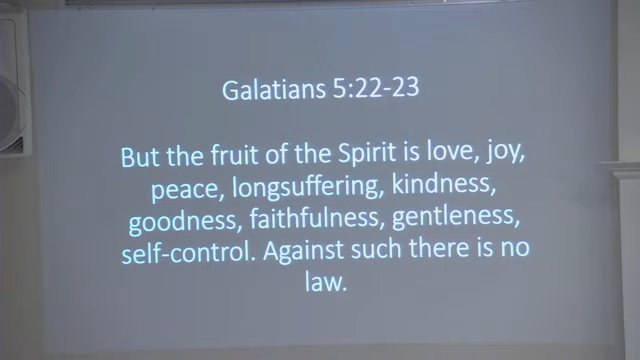 Galatians 5:22-23
But the fruit of the Spirit is love, joy,
peace, longsuffering, kindness,
goodness, faithfulness, gentleness,
self-control. Against such there is no
law.